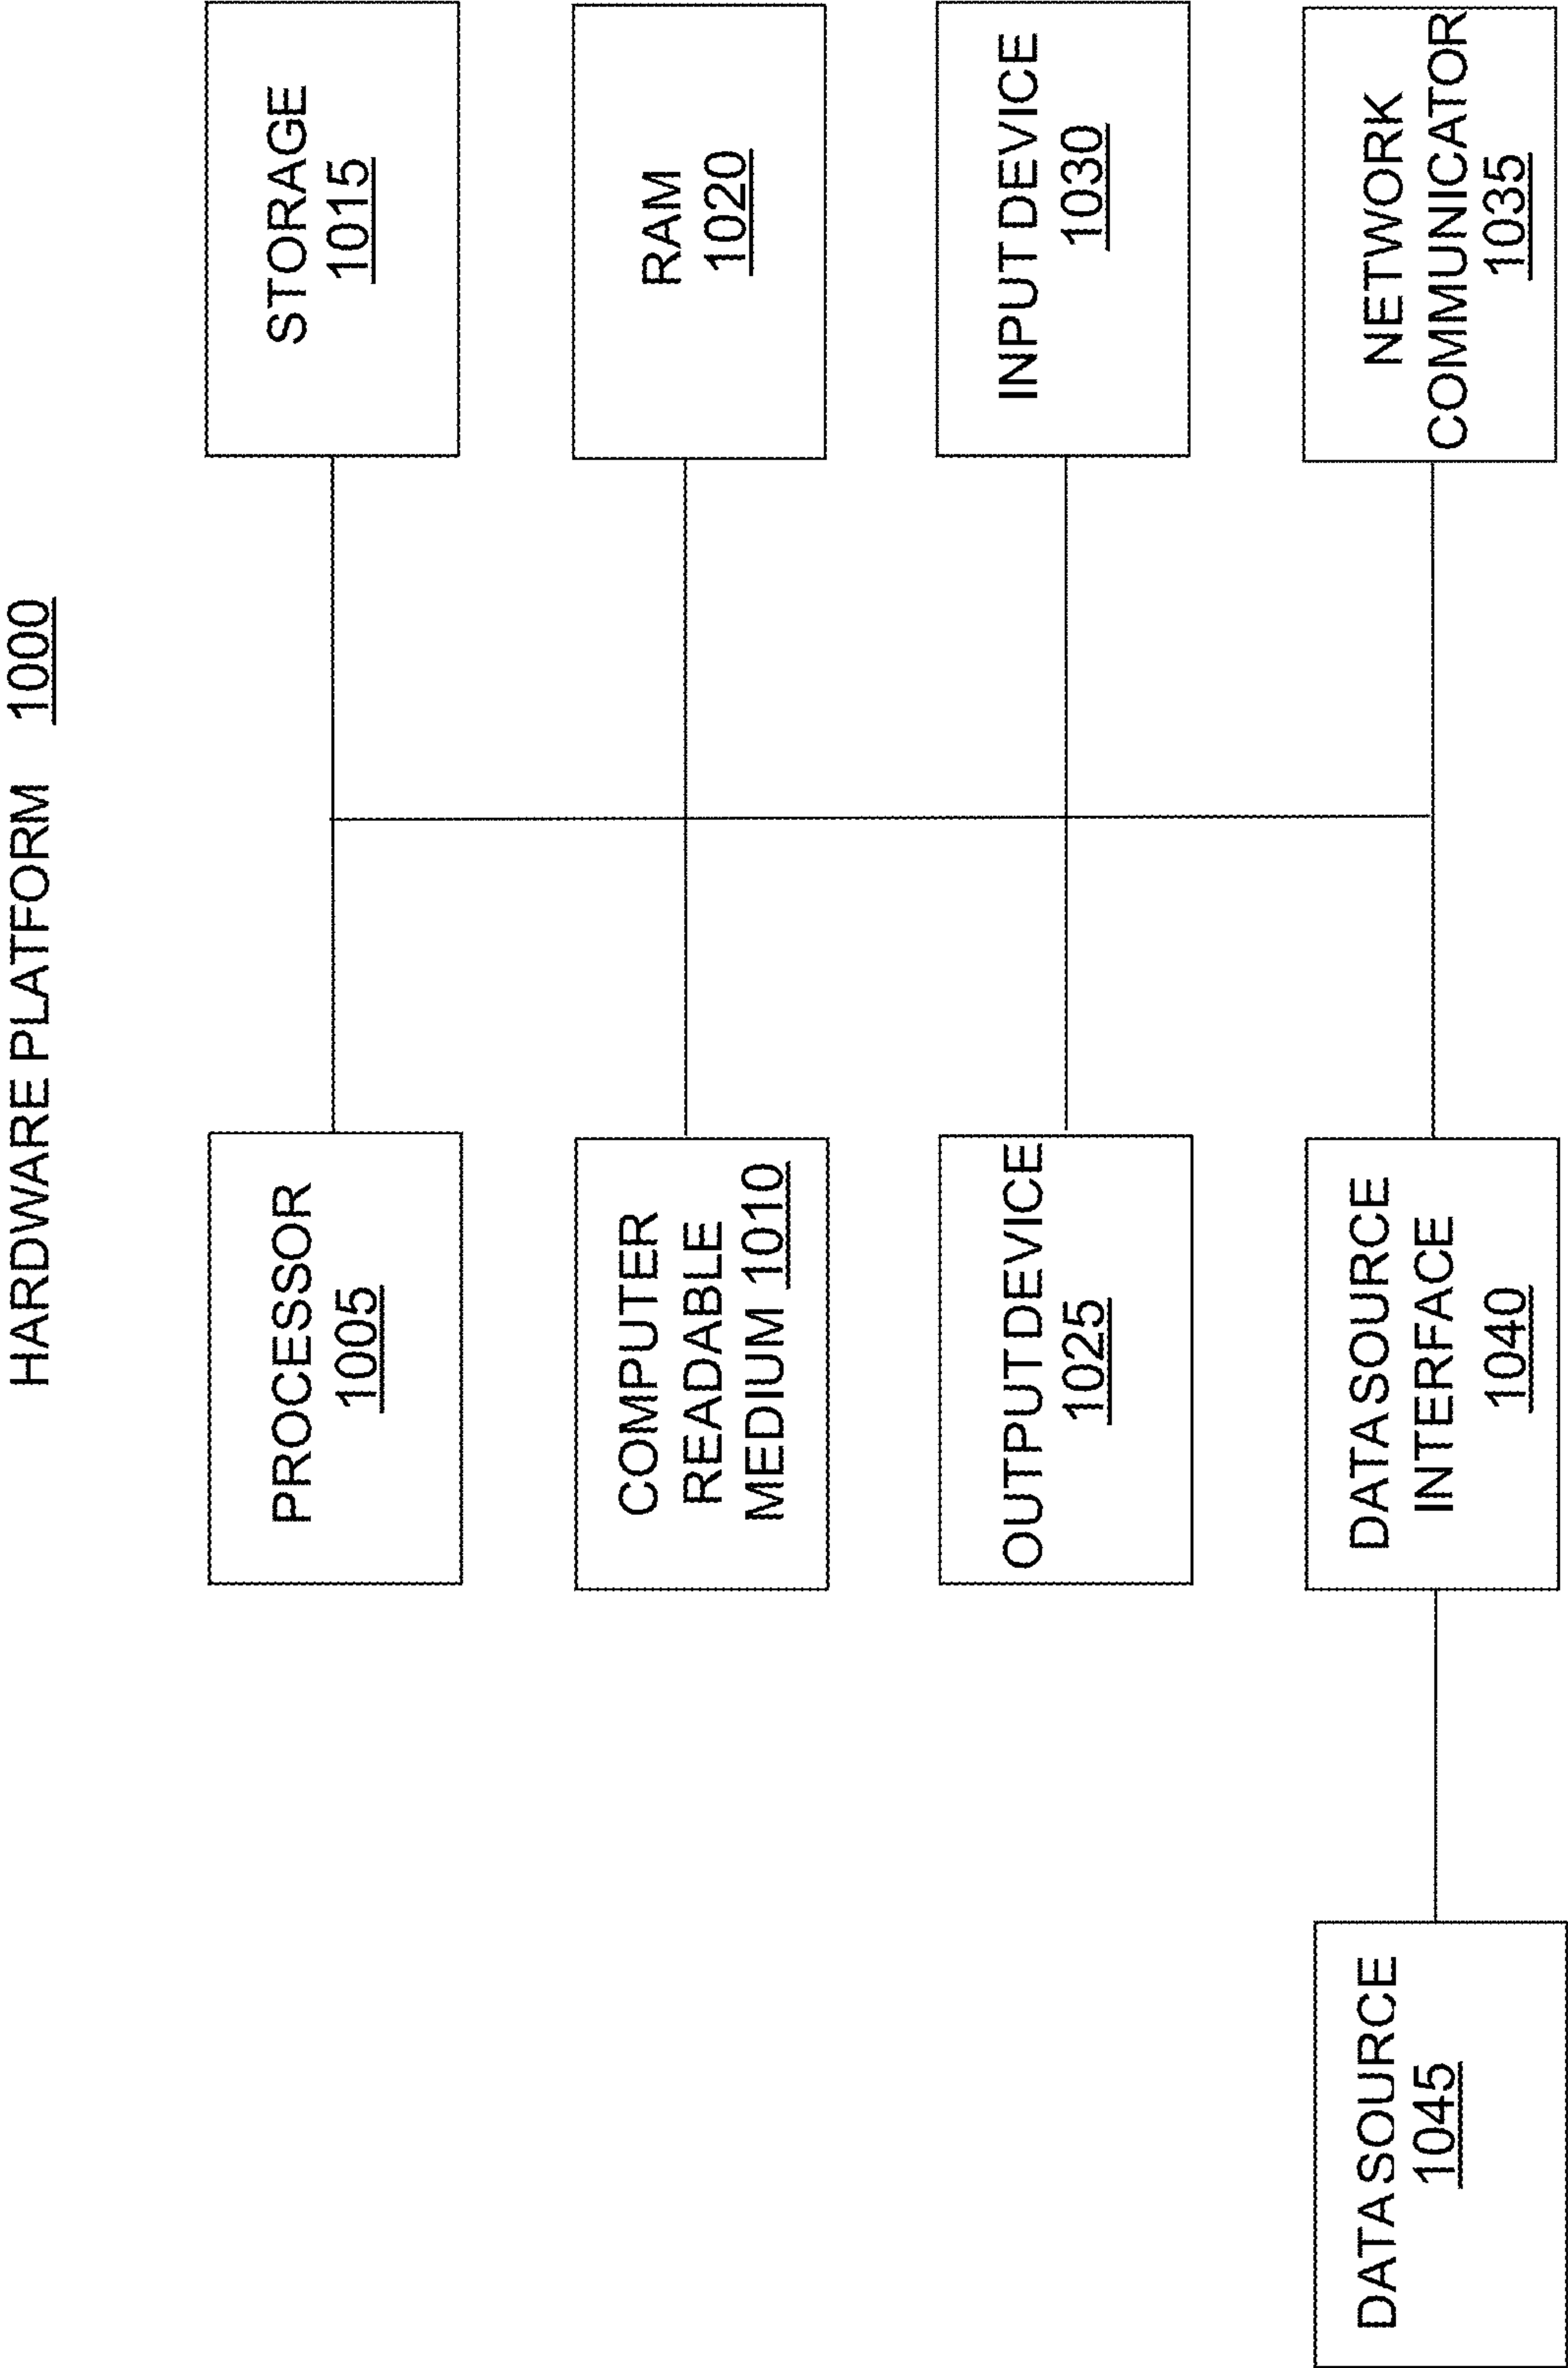 HARDWARE PLATFORM 1000
PROCESSOR
1005
STORAGE
1015
COMPUTER
READABLE
MEDIUM 1010
RAM
1020
OUTPUT DEVICE
1025
INPUT DEVICE
1030
DATA SOURCE
1045
DATA SOURCE
INTERFACE
1040
NETWORK
COMMUNICATOR
1035